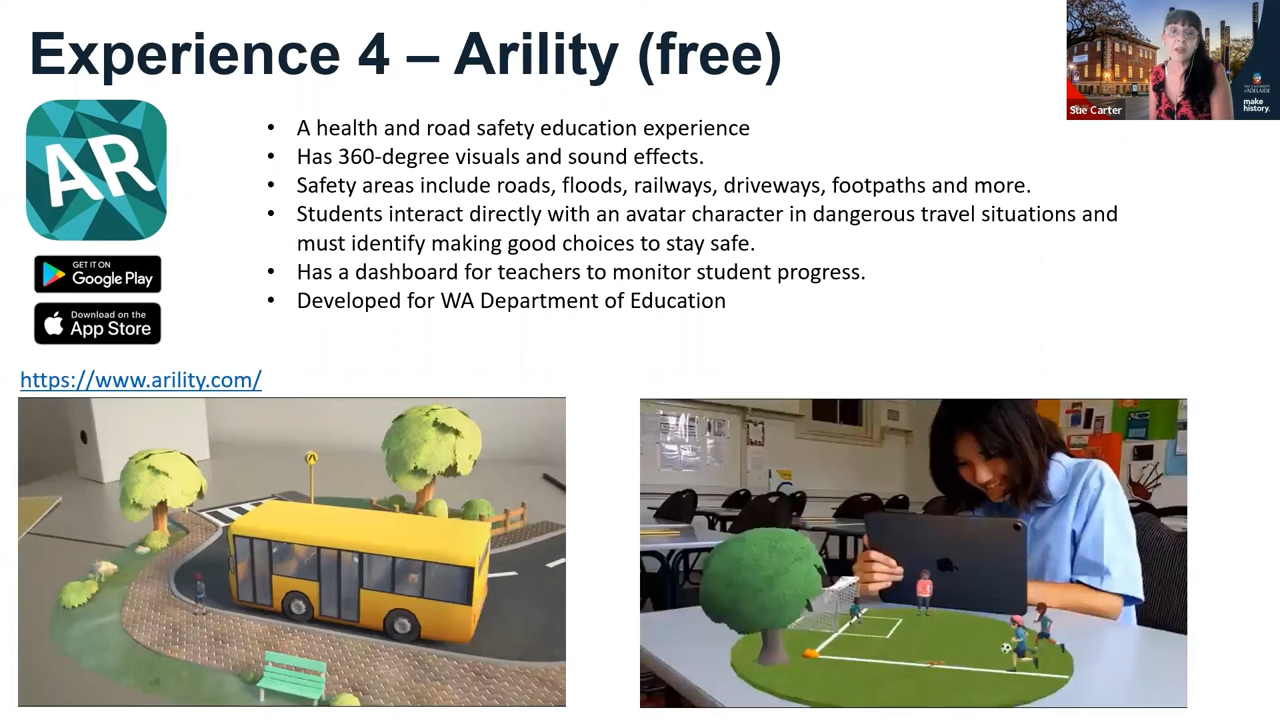 Experience 4 – Arility (free)
AR
GET IT ON
Google Play
Download on the
App Store
https://www.arility.com/
• A health and road safety education experience
• Has 360-degree visuals and sound effects.
• Safety areas include roads, floods, railways, driveways, footpaths and more.
• Students interact directly with an avatar character in dangerous travel situations and
must identify making good choices to stay safe.
• Has a dashboard for teachers to monitor student progress.
• Developed for WA Department of Education
Sue Carter
make
history.